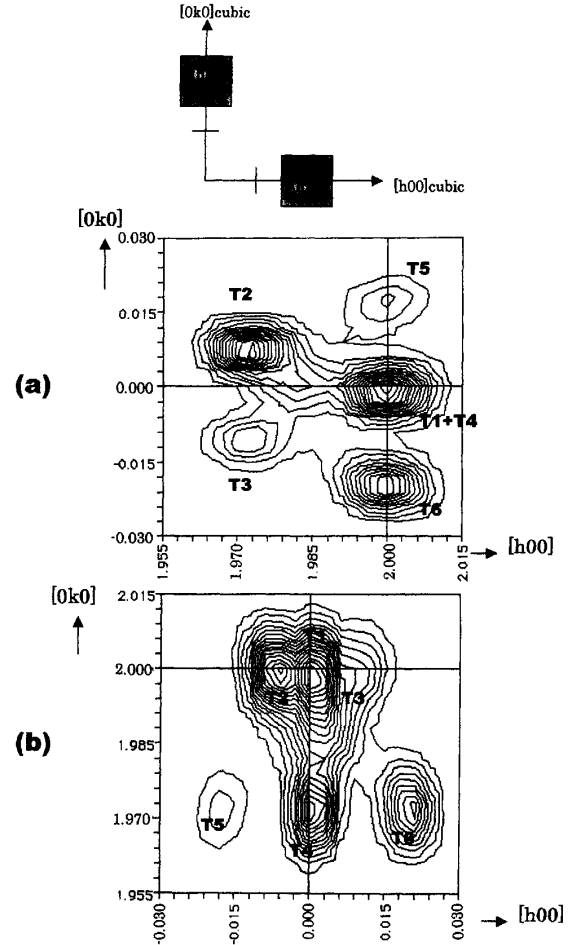 [0k0]cubic
[h00]cubic
[0k0]
0.030
T5
T2
0.015
(a)
0.000
T1+T4
-0.015
T3
T6
-0.030
1.955
1.970
1.985
2.000
2.015
[h00]
[0k0]
2.015
2.000
T2
T3
(b)
1.985
1.970
T5
T6
T4
1.955
-0.030
-0.015
0.000
0.015
0.030
[h00]